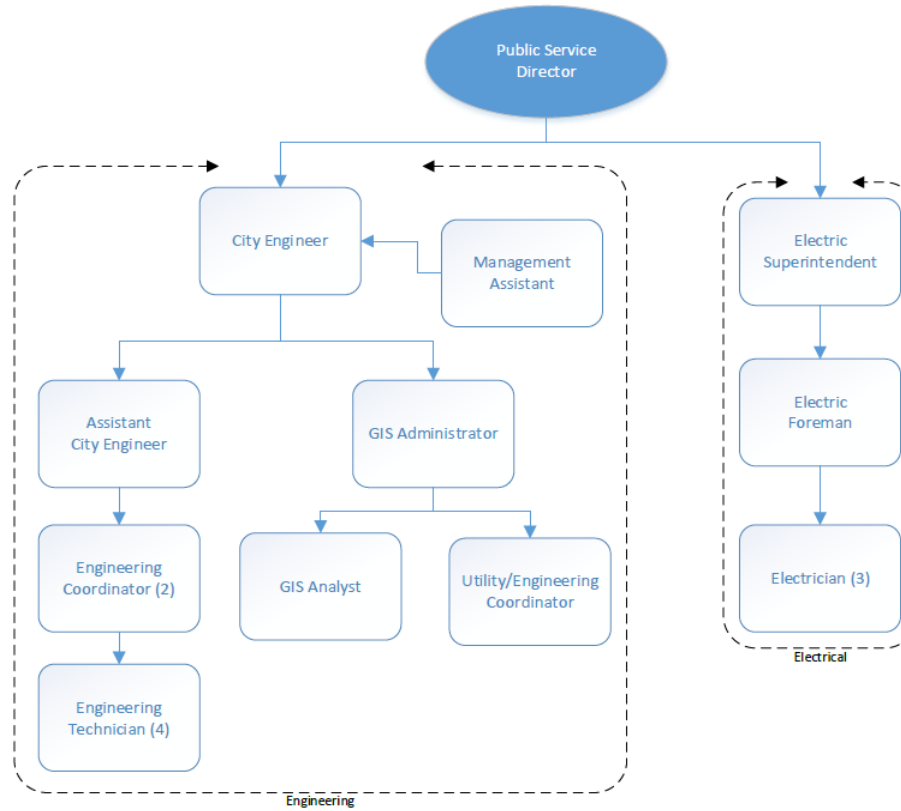 Public Service
Director
City Engineer
Management
Assistant
Electric
Superintendent
Assistant
City Engineer
GIS Administrator
Electric
Foreman
Engineering
Coordinator (2)
GIS Analyst
Utility/Engineering
Coordinator
Electrician (3)
Engineering
Technician (4)
Electrical
Engineering